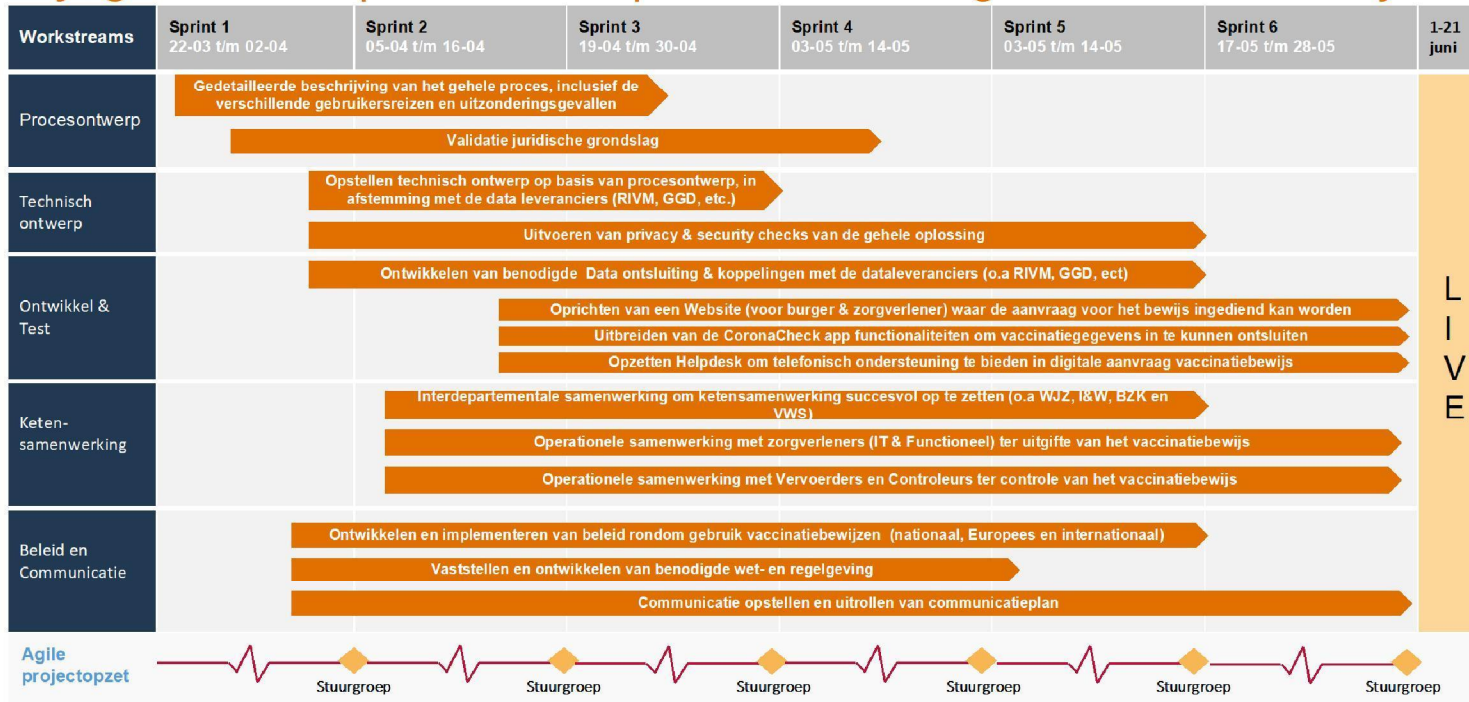 Workstreams
Sprint 1
22-03 t/m 02-04
Sprint 2
05-04 t/m 16-04
Sprint 3
19-04 t/m 30-04
Sprint 4
03-05 t/m 14-05
Sprint 5
03-05 t/m 14-05
Sprint 6
17-05 t/m 28-05
1-21
juni
Procesontwerp
Gedetailleerde beschrijving van het gehele proces, inclusief de
verschillende gebruikersreizen en uitzonderingsgevallen
Validatie juridische grondslag
Technisch
ontwerp
Opstellen technisch ontwerp op basis van procesontwerp, in
afstemming met de data leveranciers (RIVM, GGD, etc.)
Uitvoeren van privacy & security checks van de gehele oplossing
Ontwikkel &
Test
Ontwikkelen van benodigde Data ontsluiting & koppelingen met de dataleveranciers (o.a RIVM, GGD, ect)
Oprichten van een Website (voor burger & zorgverlener) waar de aanvraag voor het bewijs ingediend kan worden
Uitbreiden van de CoronaCheck app functionaliteiten om vaccinatiegegevens in te kunnen ontsluiten
Opzetten Helpdesk om telefonisch ondersteuning te bieden in digitale aanvraag vaccinatiebewijs
Keten-
samenwerking
Interdepartementale samenwerking om ketensamenwerking succesvol op te zetten (o.a WJZ, I&W, BZK en
VWS)
Operationele samenwerking met zorgverleners (IT & Functioneel) ter uitgifte van het vaccinatiebewijs
Operationele samenwerking met Vervoerders en Controleurs ter controle van het vaccinatiebewijs
Beleid en
Communicatie
Ontwikkelen en implementeren van beleid rondom gebruik vaccinatiebewijzen (nationaal, Europees en internationaal)
Vaststellen en ontwikkelen van benodigde wet- en regelgeving
Communicatie opstellen en uitrollen van communicatieplan
L
I
V
E
Agile
projectopzet
Stuurgroep
Stuurgroep
Stuurgroep
Stuurgroep
Stuurgroep
Stuurgroep